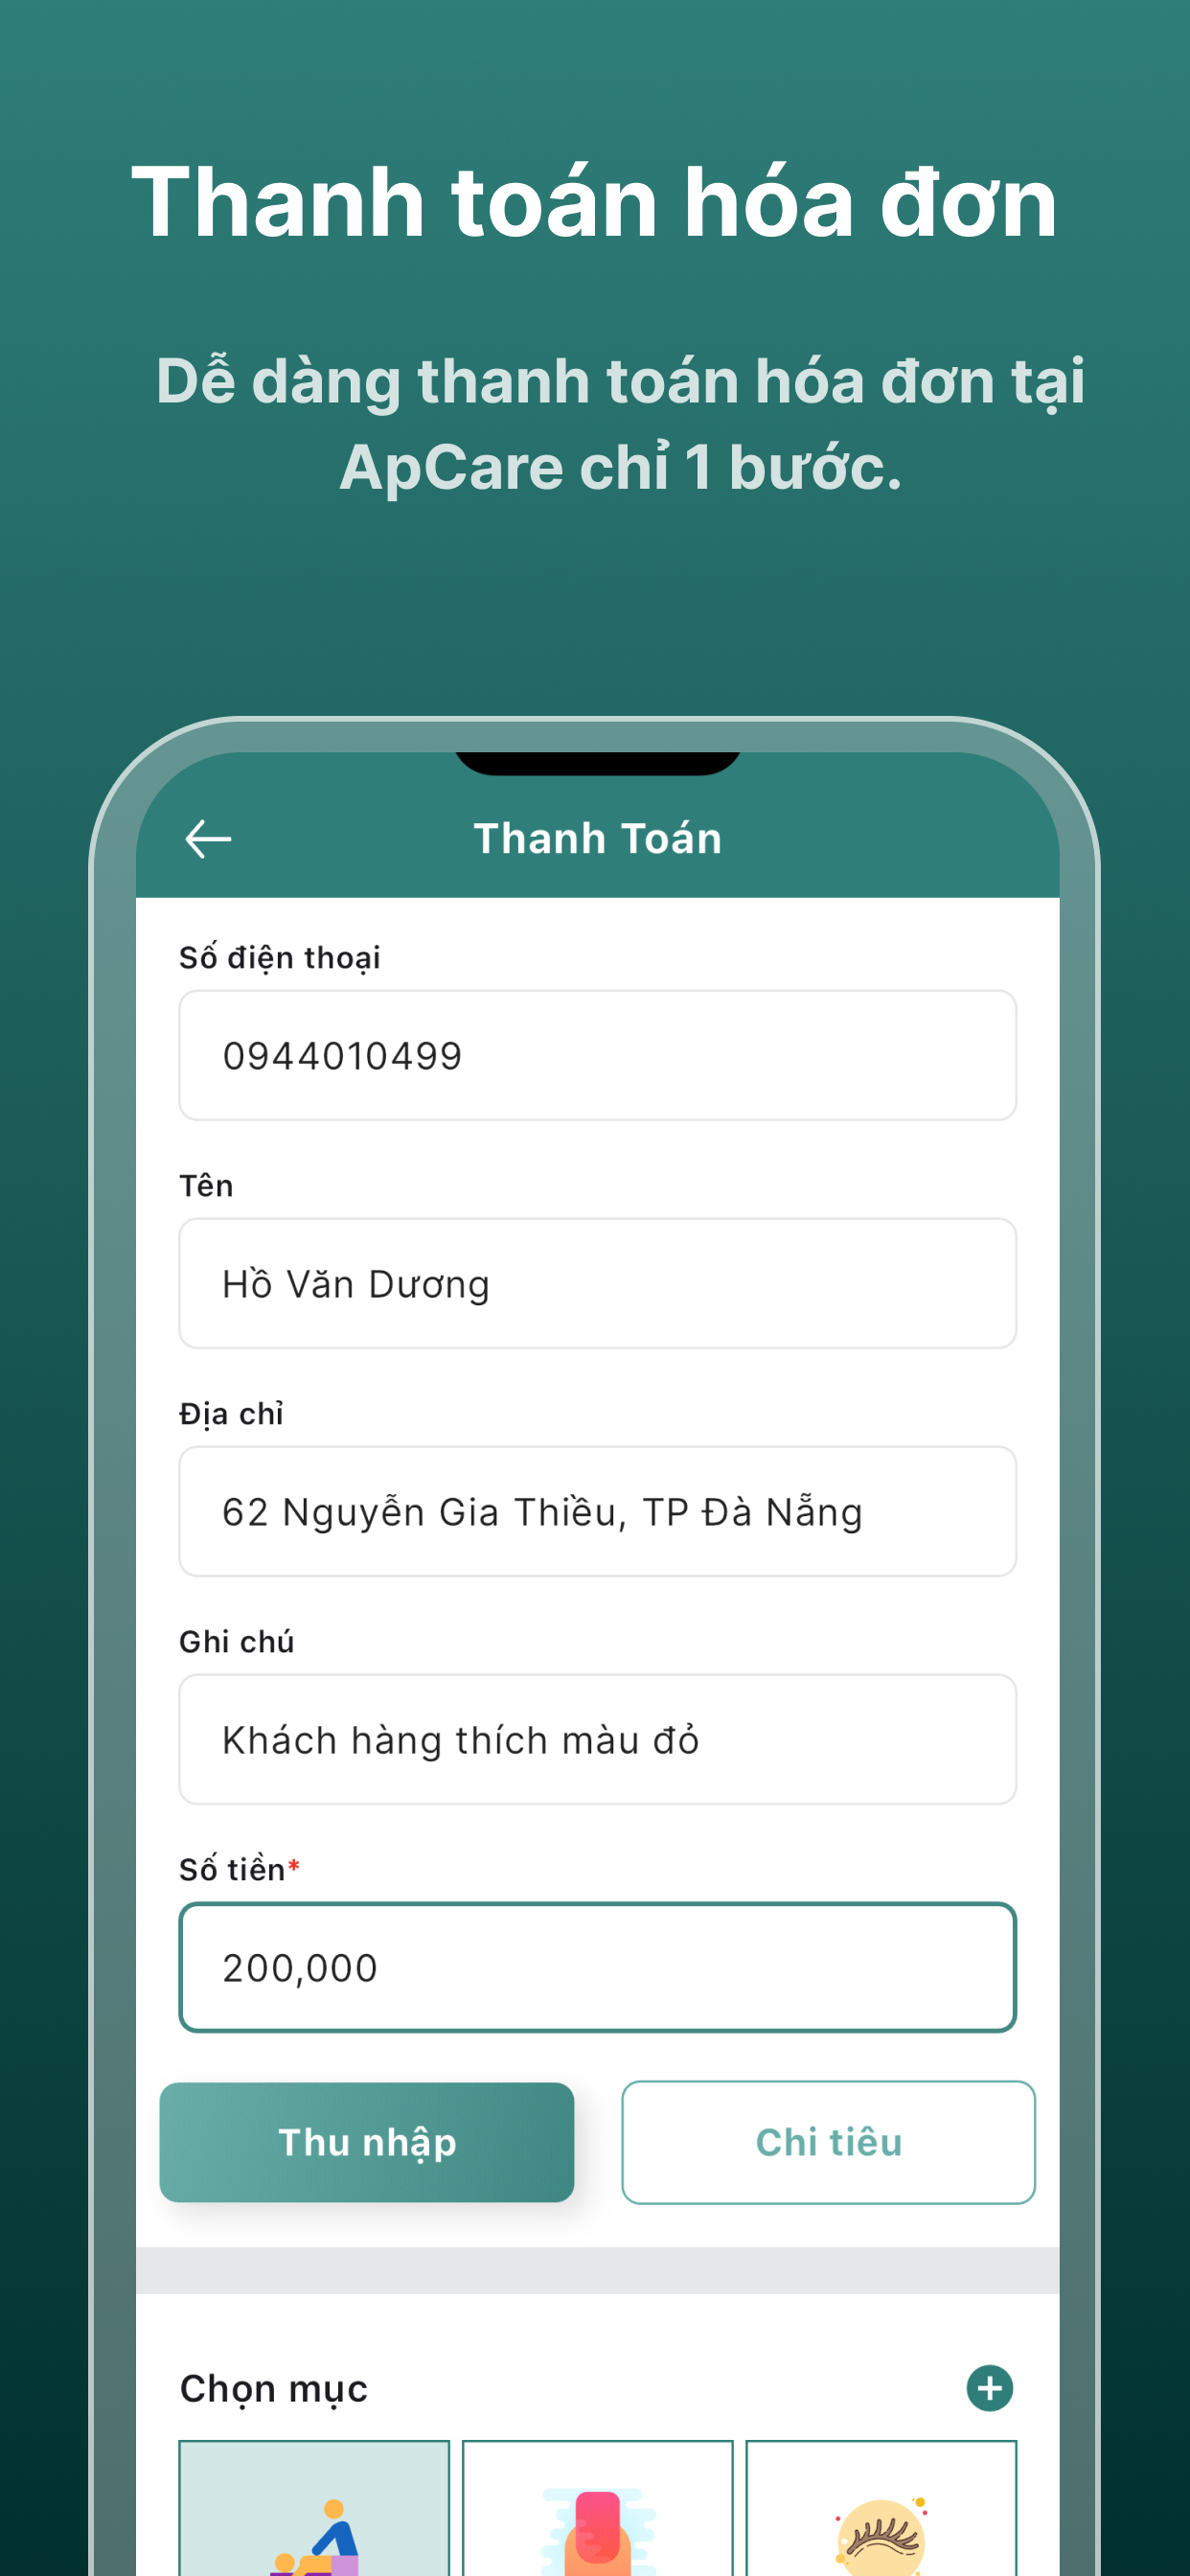 Thanh toán hóa đơn
Dễ dàng thanh toán hóa đơn tại
ApCare chỉ 1 bước.
Thanh Toán
Số điện thoại
0944010499
Tên
Hồ Văn Dương
Địa chỉ
62 Nguyễn Gia Thiều, TP Đà Nẵng
Ghi chú
Khách hàng thích màu đỏ
Số tiền*
200,000
Thu nhập
Chi tiêu
Chọn mục